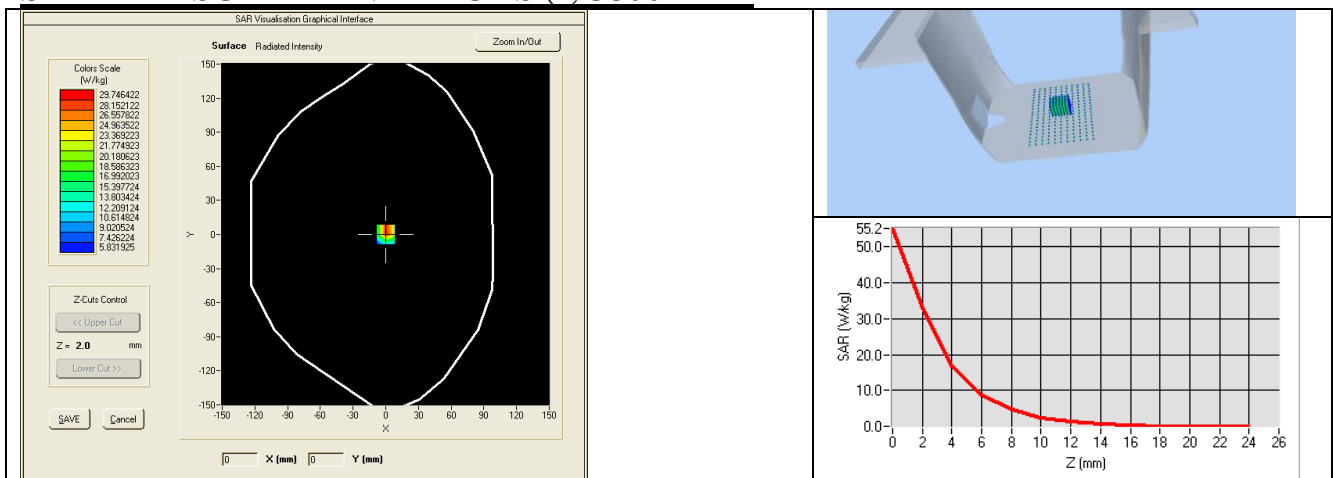 SAR Visualisation Graphical Interface
Surface Radiated Intensity
Zoom In/Out
Colors Scale
(W/kg)
29.746422
28.152122
26.557822
24.963522
23.369223
21.774923
20.180623
18.586323
16.992023
15.397724
13.803424
12.209124
10.614824
9.020524
7.426224
5.831925
Z-Cuts Control
<< Upper Cut
Z = 2.0 mm
Lower Cut >>
SAVE Cancel
150-
120-
90-
60-
30-
0-
-30-
-60-
-90-
-120-
-150-
Y
-150 -120 -90 -60 -30 0 30 60 90 120 150
X
0 X (mm) 0 Y (mm)
55.2-
50.0-
40.0-
30.0-
20.0-
10.0-
0.0-
SAR (W/kg)
0 2 4 6 8 10 12 14 16 18 20 22 24 26
Z (mm)